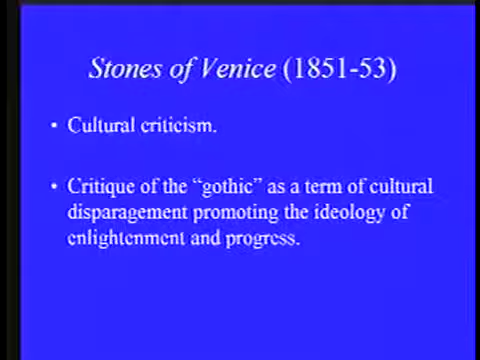 Stones of Venice (1851-53)
• Cultural criticism.
• Critique of the “gothic” as a term of cultural
disparagement promoting the ideology of
enlightenment and progress.